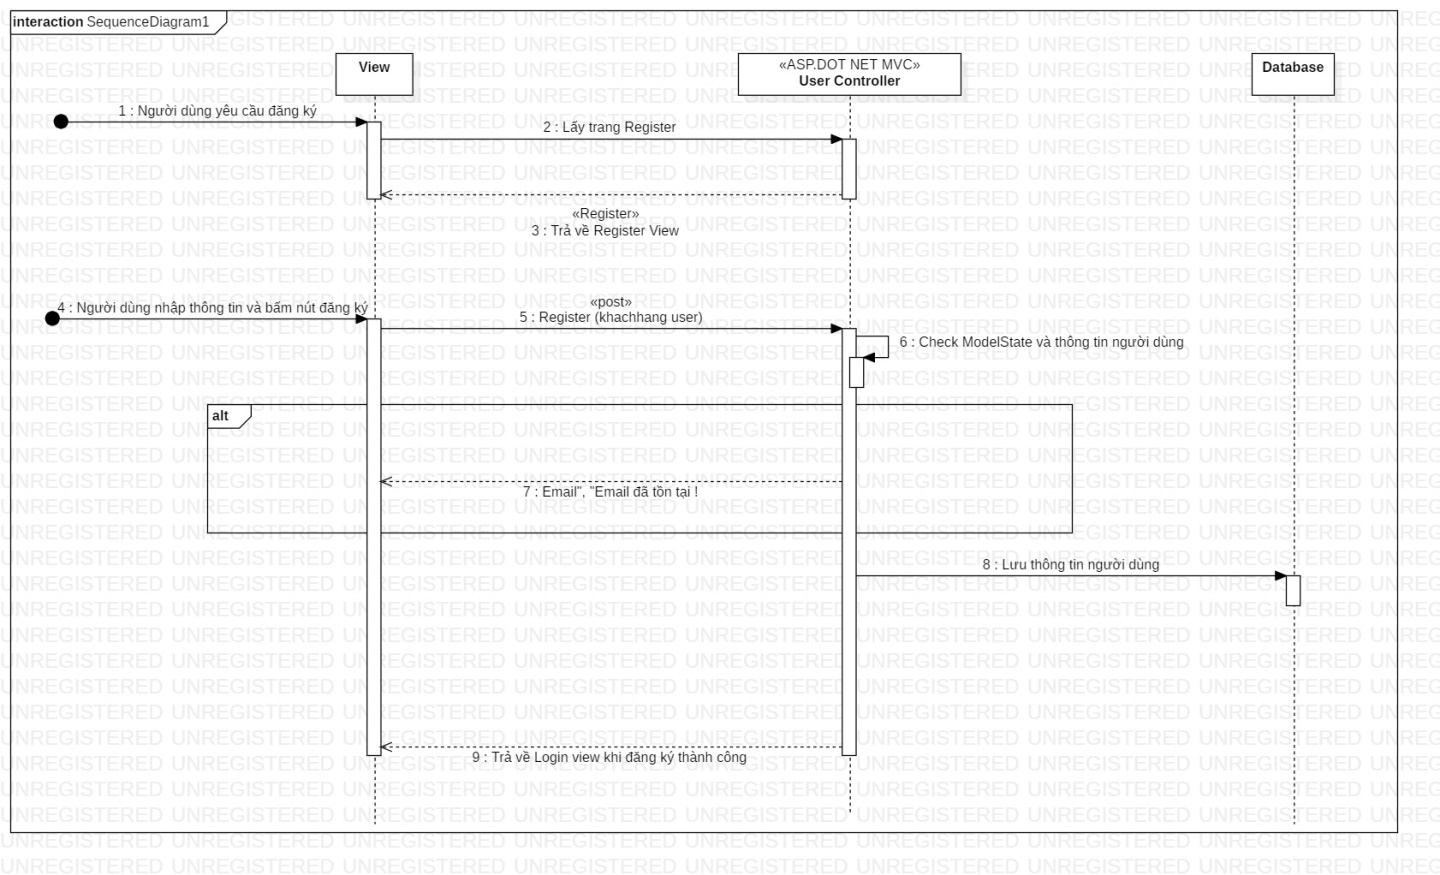 interaction SequenceDiagram1
View
«ASP.DOT NET MVC»
User Controller
Database
1 : Người dùng yêu cầu đăng ký
2 : Lấy trang Register
«Register»
3 : Trả về Register View
4 : Người dùng nhập thông tin và bấm nút đăng ký
«post»
5 : Register (khachhang user)
6 : Check ModelState và thông tin người dùng
alt
7 : Email", "Email đã tồn tại !
8 : Lưu thông tin người dùng
9 : Trả về Login view khi đăng ký thành công
UNREGISTERED